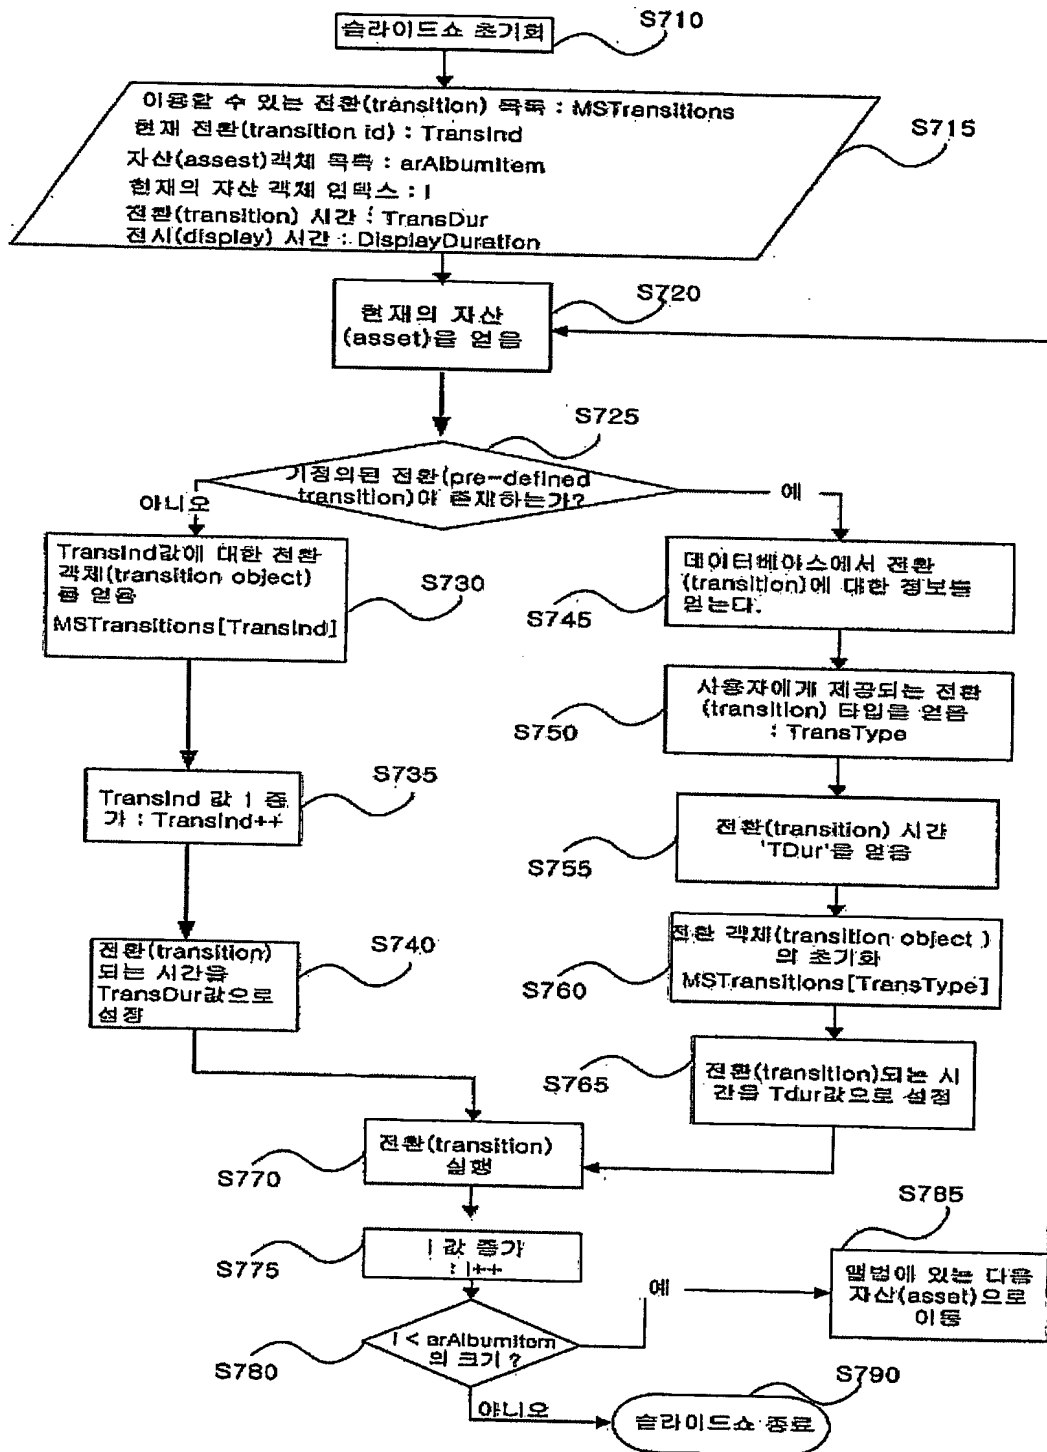 슬라이드쇼 초기화
S710
이용할 수 있는 전환(transition) 목록 : MSTransitions
현재 전환(transition id) : TransInd
자산(assest)객체 목록 : arAlbumItem
현재의 자산 객체 인덱스 : I
전환(transition) 시간 : TransDur
전시(display) 시간 : DisplayDuration
S715
현재의 자산
(asset)을 얻음
S720
S725
기정의된 전환(pre-defined
transition)이 존재하는가?
아니오
예
TransInd값에 대한 전환
객체(transition object)
를 얻음
MSTransitions[TransInd]
S730
데이터베이스에서 전환
(transition)에 대한 정보를
얻는다.
S745
사용자에게 제공되는 전환
(transition) 타입을 얻음
: TransType
S750
TransInd 값 1 증
가 : TransInd++
S735
전환(transition) 시간
'TDur'을 얻음
S755
전환(transition)
되는 시간을
TransDur값으로
설정
S740
전환 객체(transition object )
의 초기화
MSTransitions[TransType]
S760
전환(transition)되는 시
간을 Tdur값으로 설정
S765
전환(transition)
실행
S770
I 값 증가
: I++
S775
S785
앨범에 있는 다음
자산(asset)으로
이동
예
I < arAlbumItem
의 크기 ?
S780
아니오
S790
슬라이드쇼 종료